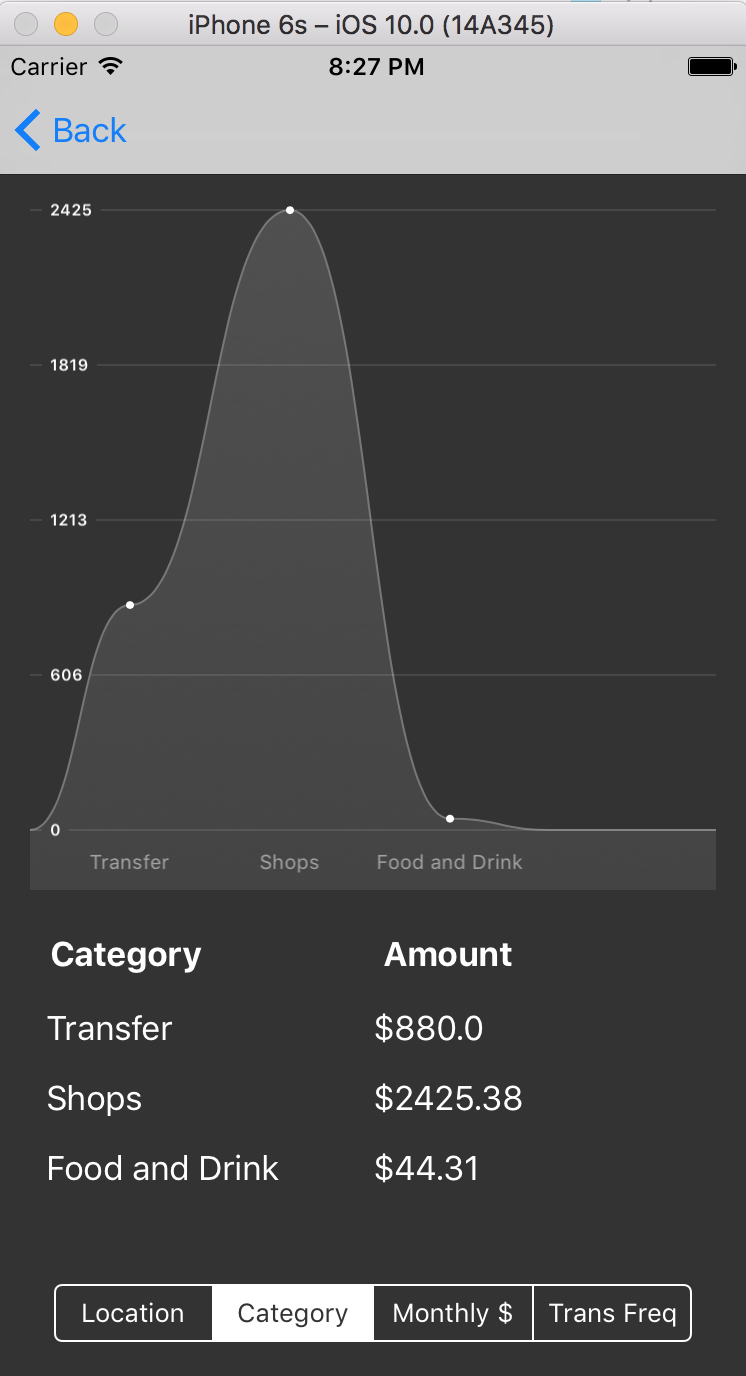 iPhone 6s – iOS 10.0 (14A345)
Carrier 8:27 PM
Back
2425
1819
1213
606
0
Transfer Shops Food and Drink
Category Amount
Transfer $880.0
Shops $2425.38
Food and Drink $44.31
Location Category Monthly $ Trans Freq